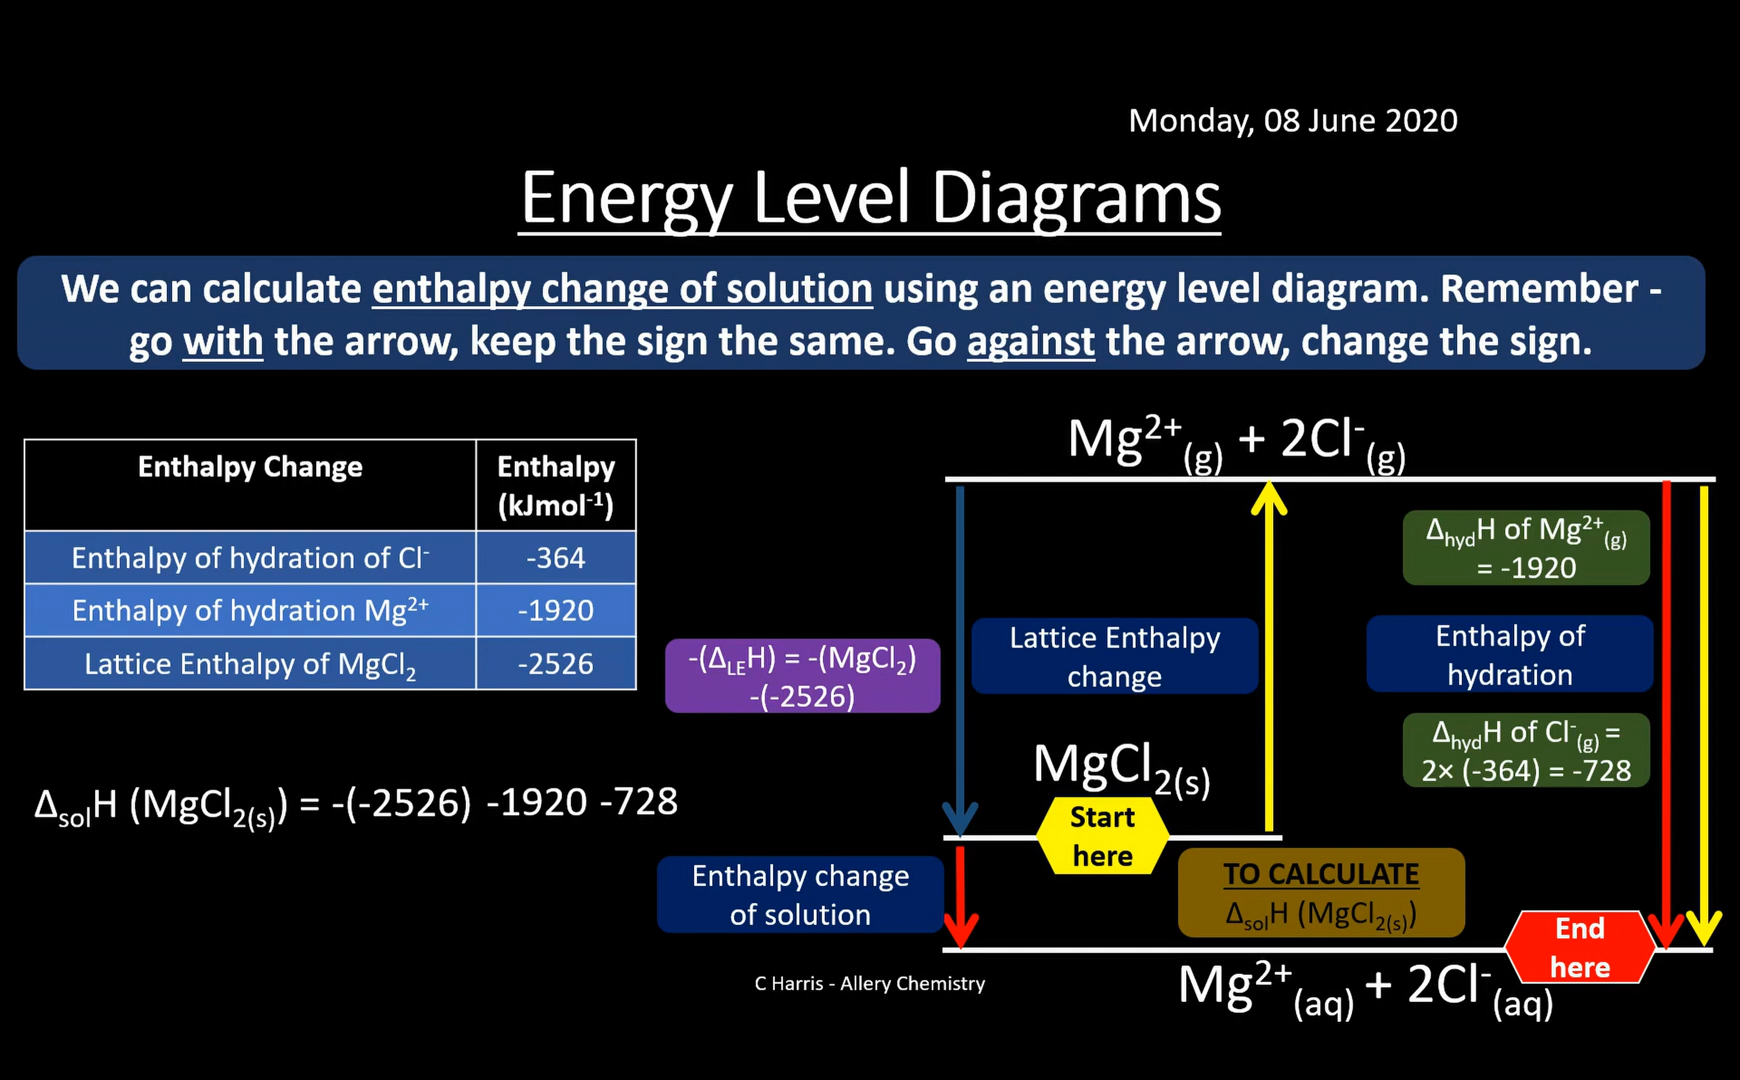 Monday, 08 June 2020
Energy Level Diagrams
We can calculate enthalpy change of solution using an energy level diagram. Remember -
go with the arrow, keep the sign the same. Go against the arrow, change the sign.
Enthalpy Change
Enthalpy
(kJmol⁻¹)
Enthalpy of hydration of Cl⁻
-364
Enthalpy of hydration Mg²⁺
-1920
Lattice Enthalpy of MgCl₂
-2526
ΔsolH (MgCl₂(s)) = -(-2526) -1920 -728
Mg²⁺(g) + 2Cl⁻(g)
ΔhydH of Mg²⁺(g)
= -1920
-(ΔLEH) = -(MgCl₂)
-(-2526)
Lattice Enthalpy
change
Enthalpy of
hydration
ΔhydH of Cl⁻(g) =
2× (-364) = -728
MgCl₂(s)
Start
here
Enthalpy change
of solution
TO CALCULATE
ΔsolH (MgCl₂(s))
End
here
Mg²⁺(aq) + 2Cl⁻(aq)
C Harris - Allery Chemistry